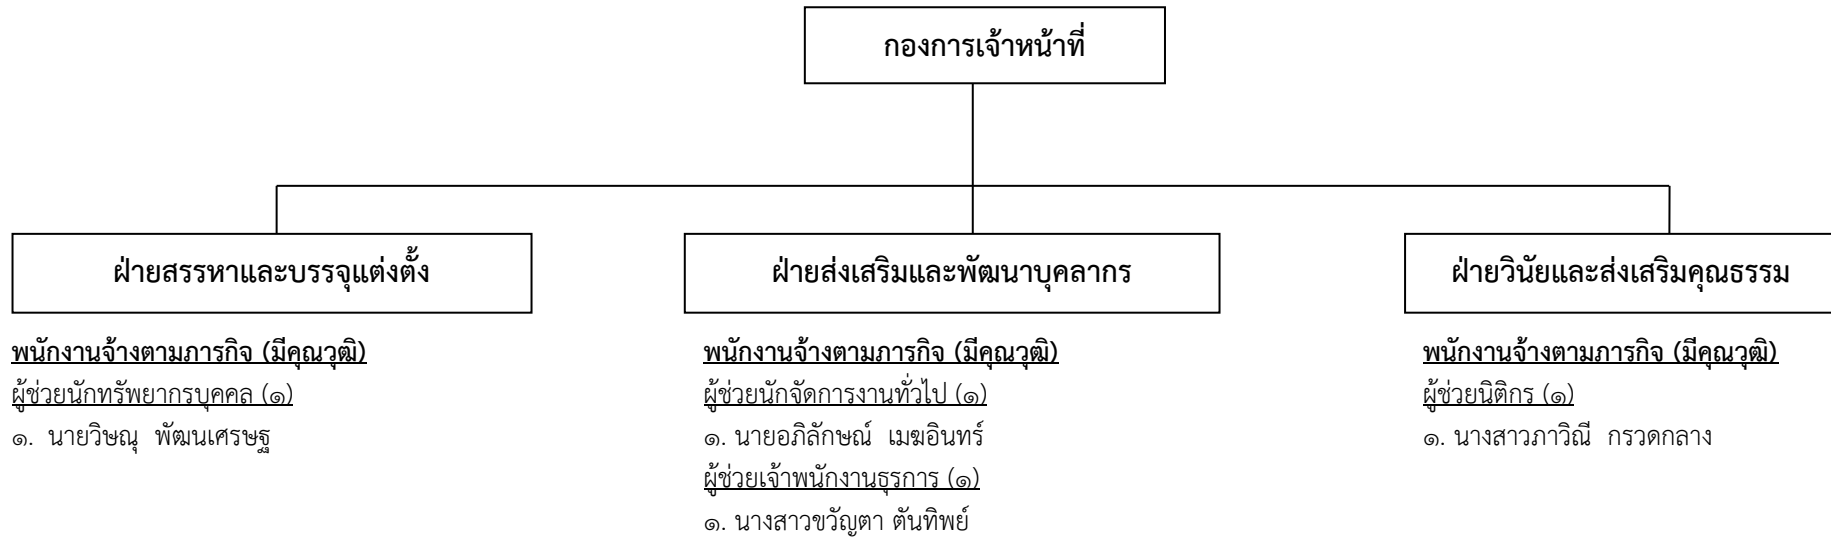 กองการเจ้าหน้าที่
ฝ่ายสรรหาและบรรจุแต่งตั้ง
พนักงานจ้างตามภารกิจ (มีคุณวุฒิ)
ผู้ช่วยนักทรัพยากรบุคคล (๑)
๑. นายวิษณุ พัฒนเศรษฐ
ฝ่ายส่งเสริมและพัฒนาบุคลากร
พนักงานจ้างตามภารกิจ (มีคุณวุฒิ)
ผู้ช่วยนักจัดการงานทั่วไป (๑)
๑. นายอภิลักษณ์ เมฆอินทร์
ผู้ช่วยเจ้าพนักงานธุรการ (๑)
๑. นางสาวขวัญตา ตันทิพย์
ฝ่ายวินัยและส่งเสริมคุณธรรม
พนักงานจ้างตามภารกิจ (มีคุณวุฒิ)
ผู้ช่วยนิติกร (๑)
๑. นางสาวภาวิณี กรวดกลาง